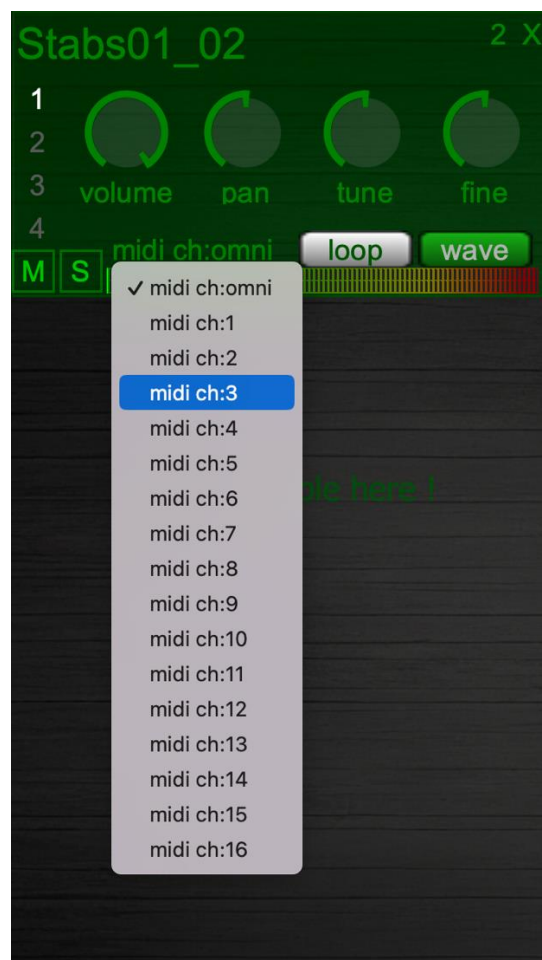 Stabs01_02 2 X
1
2
3
4
volume pan tune fine
midi ch:omni loop wave
M S
✓ midi ch:omni
midi ch:1
midi ch:2
midi ch:3
midi ch:4
midi ch:5
midi ch:6
midi ch:7
midi ch:8
midi ch:9
midi ch:10
midi ch:11
midi ch:12
midi ch:13
midi ch:14
midi ch:15
midi ch:16
here !